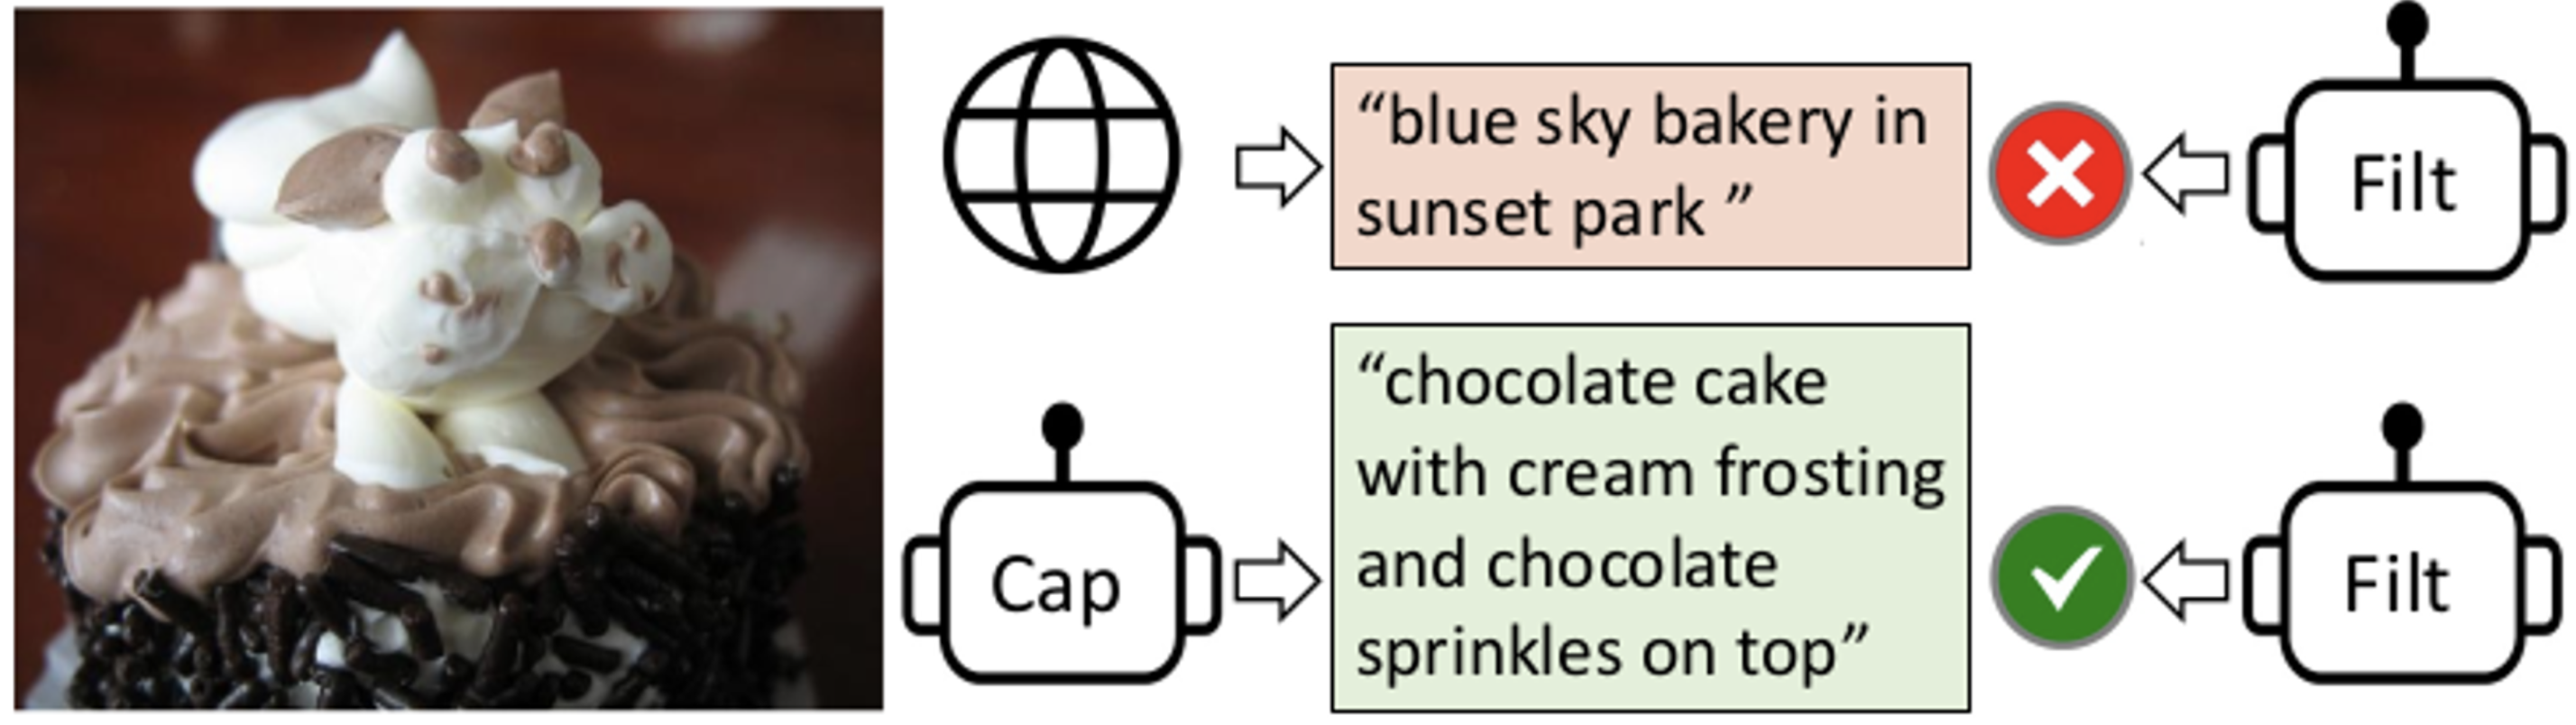 “blue sky bakery in
sunset park ”
Filt
“chocolate cake
with cream frosting
and chocolate
sprinkles on top”
Cap
Filt